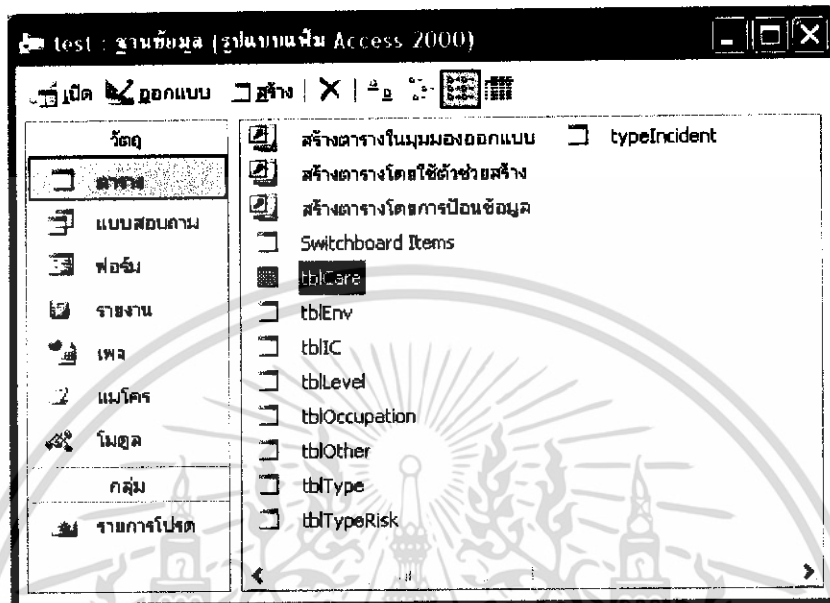 test : ฐานข้อมูล (รูปแบบแฟ้ม Access 2000)
เปิด ออกแบบ สร้าง
วัตถุ
ตาราง
แบบสอบถาม
ฟอร์ม
รายงาน
เพจ
แมโคร
โมดูล
กลุ่ม
รายการโปรด
สร้างตารางในมุมมองออกแบบ
สร้างตารางโดยใช้ตัวช่วยสร้าง
สร้างตารางโดยการป้อนข้อมูล
Switchboard Items
tblCare
tblEnv
tblIC
tblLevel
tblOccupation
tblOther
tblType
tblTypeRisk
typeIncident